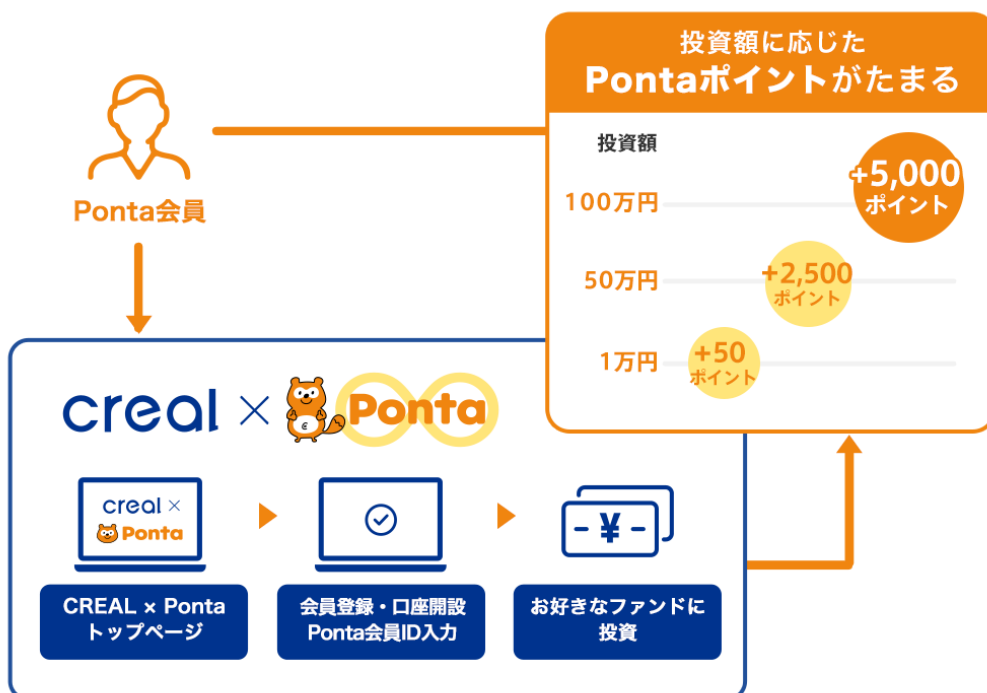 投資額に応じた
Pontaポイントがたまる
投資額
100万円
+5,000
ポイント
50万円
+2,500
ポイント
1万円
+50
ポイント
Ponta会員
creal × Ponta
creal ×
Ponta
¥
CREAL × Ponta
トップページ
会員登録・口座開設
Ponta会員ID入力
お好きなファンドに
投資